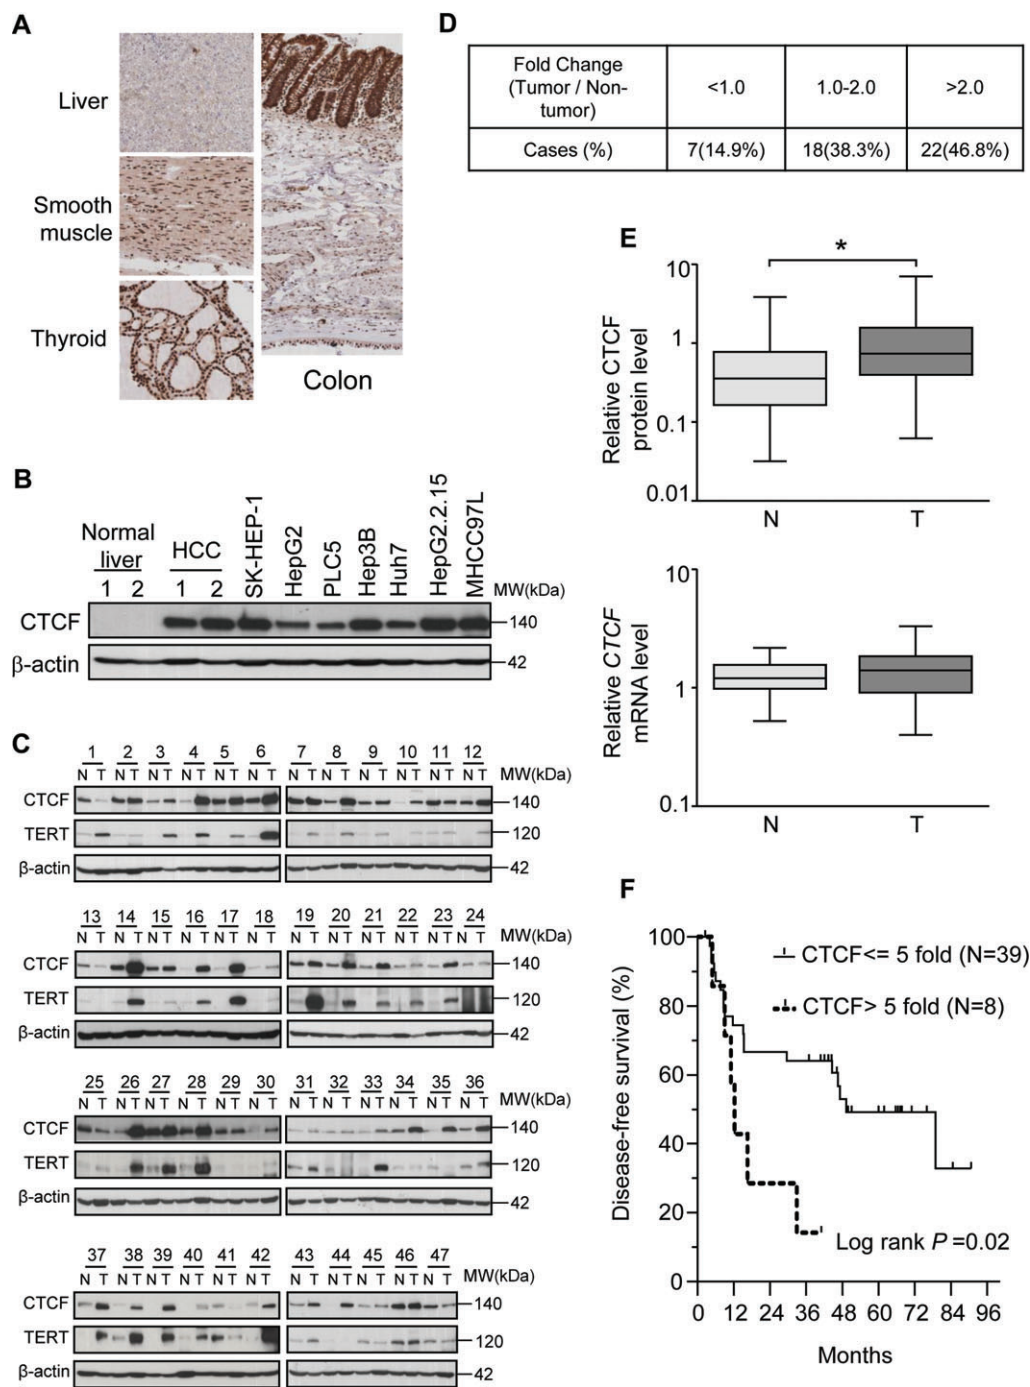 A
Liver
Smooth
muscle
Thyroid
Colon
B
Normal
liver
HCC
1 2 1 2 SK-HEP-1 HepG2 PLC5 Hep3B Huh7 HepG2.2.15 MHCC97L MW(kDa)
CTCF 140
β-actin 42
C
1 2 3 4 5 6 7 8 9 10 11 12
N T N T N T N T N T N T MW(kDa) N T N T N T N T N T N T MW(kDa)
CTCF 140
TERT 120
β-actin 42
13 14 15 16 17 18 19 20 21 22 23 24
N T N T N T N T N T N T MW(kDa) N T N T N T N T N T N T
CTCF 140
TERT 120
β-actin 42
25 26 27 28 29 30 31 32 33 34 35 36
N T N T N T N T N T N T MW(kDa) N T N T N T N T N T N T
CTCF 140
TERT 120
β-actin 42
37 38 39 40 41 42 43 44 45 46 47
N T N T N T N T N T N T MW(kDa) N T N T N T N T N T
CTCF 140
TERT 120
β-actin 42
D
Fold Change
(Tumor / Non-
tumor)
<1.0 1.0-2.0 >2.0
Cases (%) 7(14.9%) 18(38.3%) 22(46.8%)
E
*
Relative CTCF
protein level
10
1
0.1
0.01
N T
Relative CTCF
mRNA level
10
1
0.1
N T
F
Disease-free survival (%)
100
80
60
40
20
0
CTCF<= 5 fold (N=39)
CTCF> 5 fold (N=8)
Log rank P =0.02
0 12 24 36 48 60 72 84 96
Months